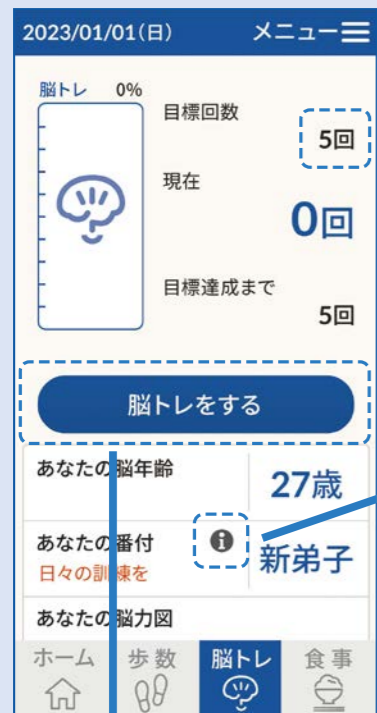 2023/01/01(日) メニュー
脳トレ 0%
目標回数
5回
現在
0回
目標達成まで
5回
脳トレをする
あなたの脳年齢
27歳
あなたの番付
新弟子
日々の訓練を
あなたの脳力図
ホーム 歩数 脳トレ 食事